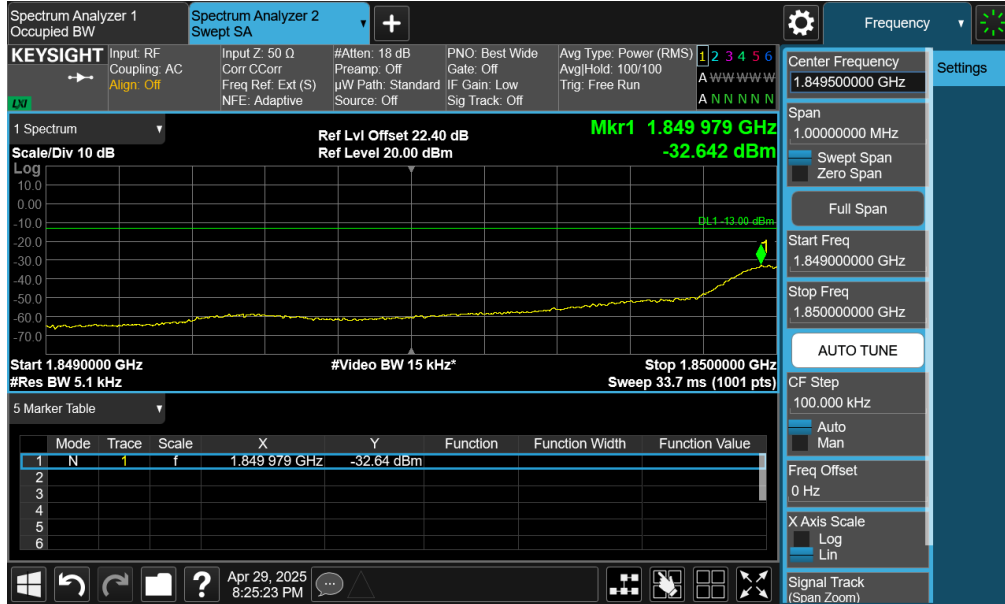 Spectrum Analyzer 1
Occupied BW
Spectrum Analyzer 2
Swept SA
Frequency
KEYSIGHT
LXI
Input: RF
Coupling: AC
Align: Off
Input Z: 50 Ω
Corr CCorr
Freq Ref: Ext (S)
NFE: Adaptive
#Atten: 18 dB
Preamp: Off
µW Path: Standard
Source: Off
PNO: Best Wide
Gate: Off
IF Gain: Low
Sig Track: Off
Avg Type: Power (RMS)
Avg|Hold: 100/100
Trig: Free Run
1 2 3 4 5 6
A W W W W W
A N N N N N
1 Spectrum
Scale/Div 10 dB
Ref Lvl Offset 22.40 dB
Ref Level 20.00 dBm
Mkr1 1.849 979 GHz
-32.642 dBm
Log
10.0
0.00
-10.0
-20.0
-30.0
-40.0
-50.0
-60.0
-70.0
DL1 -13.00 dBm
1
Start 1.8490000 GHz
#Res BW 5.1 kHz
#Video BW 15 kHz*
Stop 1.8500000 GHz
Sweep 33.7 ms (1001 pts)
5 Marker Table
Mode Trace Scale X Y Function Function Width Function Value
1 N 1 f 1.849 979 GHz -32.64 dBm
2
3
4
5
6
Apr 29, 2025
8:25:23 PM
Settings
Center Frequency
1.849500000 GHz
Span
1.00000000 MHz
Swept Span
Zero Span
Full Span
Start Freq
1.849000000 GHz
Stop Freq
1.850000000 GHz
AUTO TUNE
CF Step
100.000 kHz
Auto
Man
Freq Offset
0 Hz
X Axis Scale
Log
Lin
Signal Track
(Span Zoom)